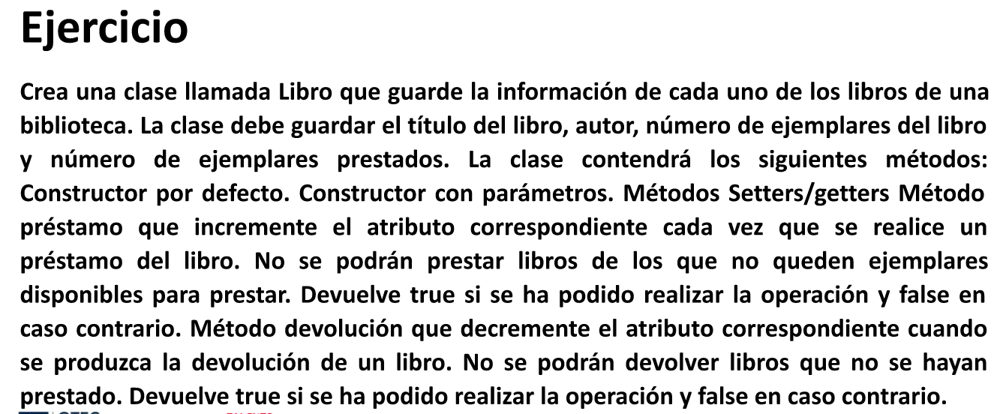 Ejercicio
Crea una clase llamada Libro que guarde la información de cada uno de los libros de una
biblioteca. La clase debe guardar el título del libro, autor, número de ejemplares del libro
y número de ejemplares prestados. La clase contendrá los siguientes métodos:
Constructor por defecto. Constructor con parámetros. Métodos Setters/getters Método
préstamo que incremente el atributo correspondiente cada vez que se realice un
préstamo del libro. No se podrán prestar libros de los que no queden ejemplares
disponibles para prestar. Devuelve true si se ha podido realizar la operación y false en
caso contrario. Método devolución que decremente el atributo correspondiente cuando
se produzca la devolución de un libro. No se podrán devolver libros que no se hayan
prestado. Devuelve true si se ha podido realizar la operación y false en caso contrario.